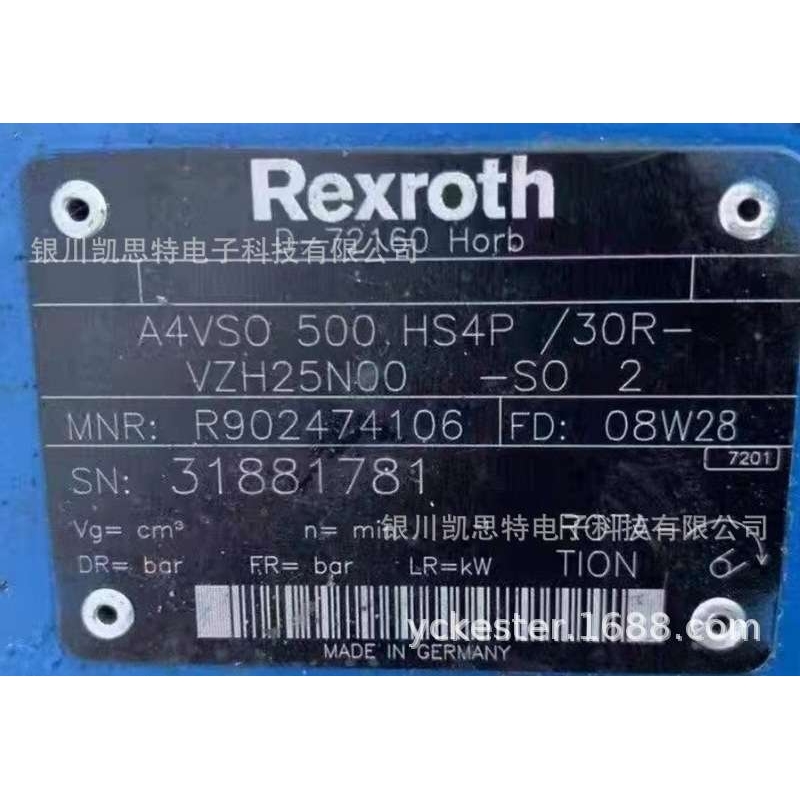 Rexroth
D-72160 Horb
银川凯思特电子科技有限公司
A4VSO 500 HS4P /30R-
VZH25N00 -SO 2
MNR: R902474106 FD: 08W28
7201
SN: 31881781
Vg= cm³ n= min ROTA-
银川凯思特电子科技有限公司
DR= bar FR= bar LR=kW TION
yckester.1688.com
MADE IN GERMANY